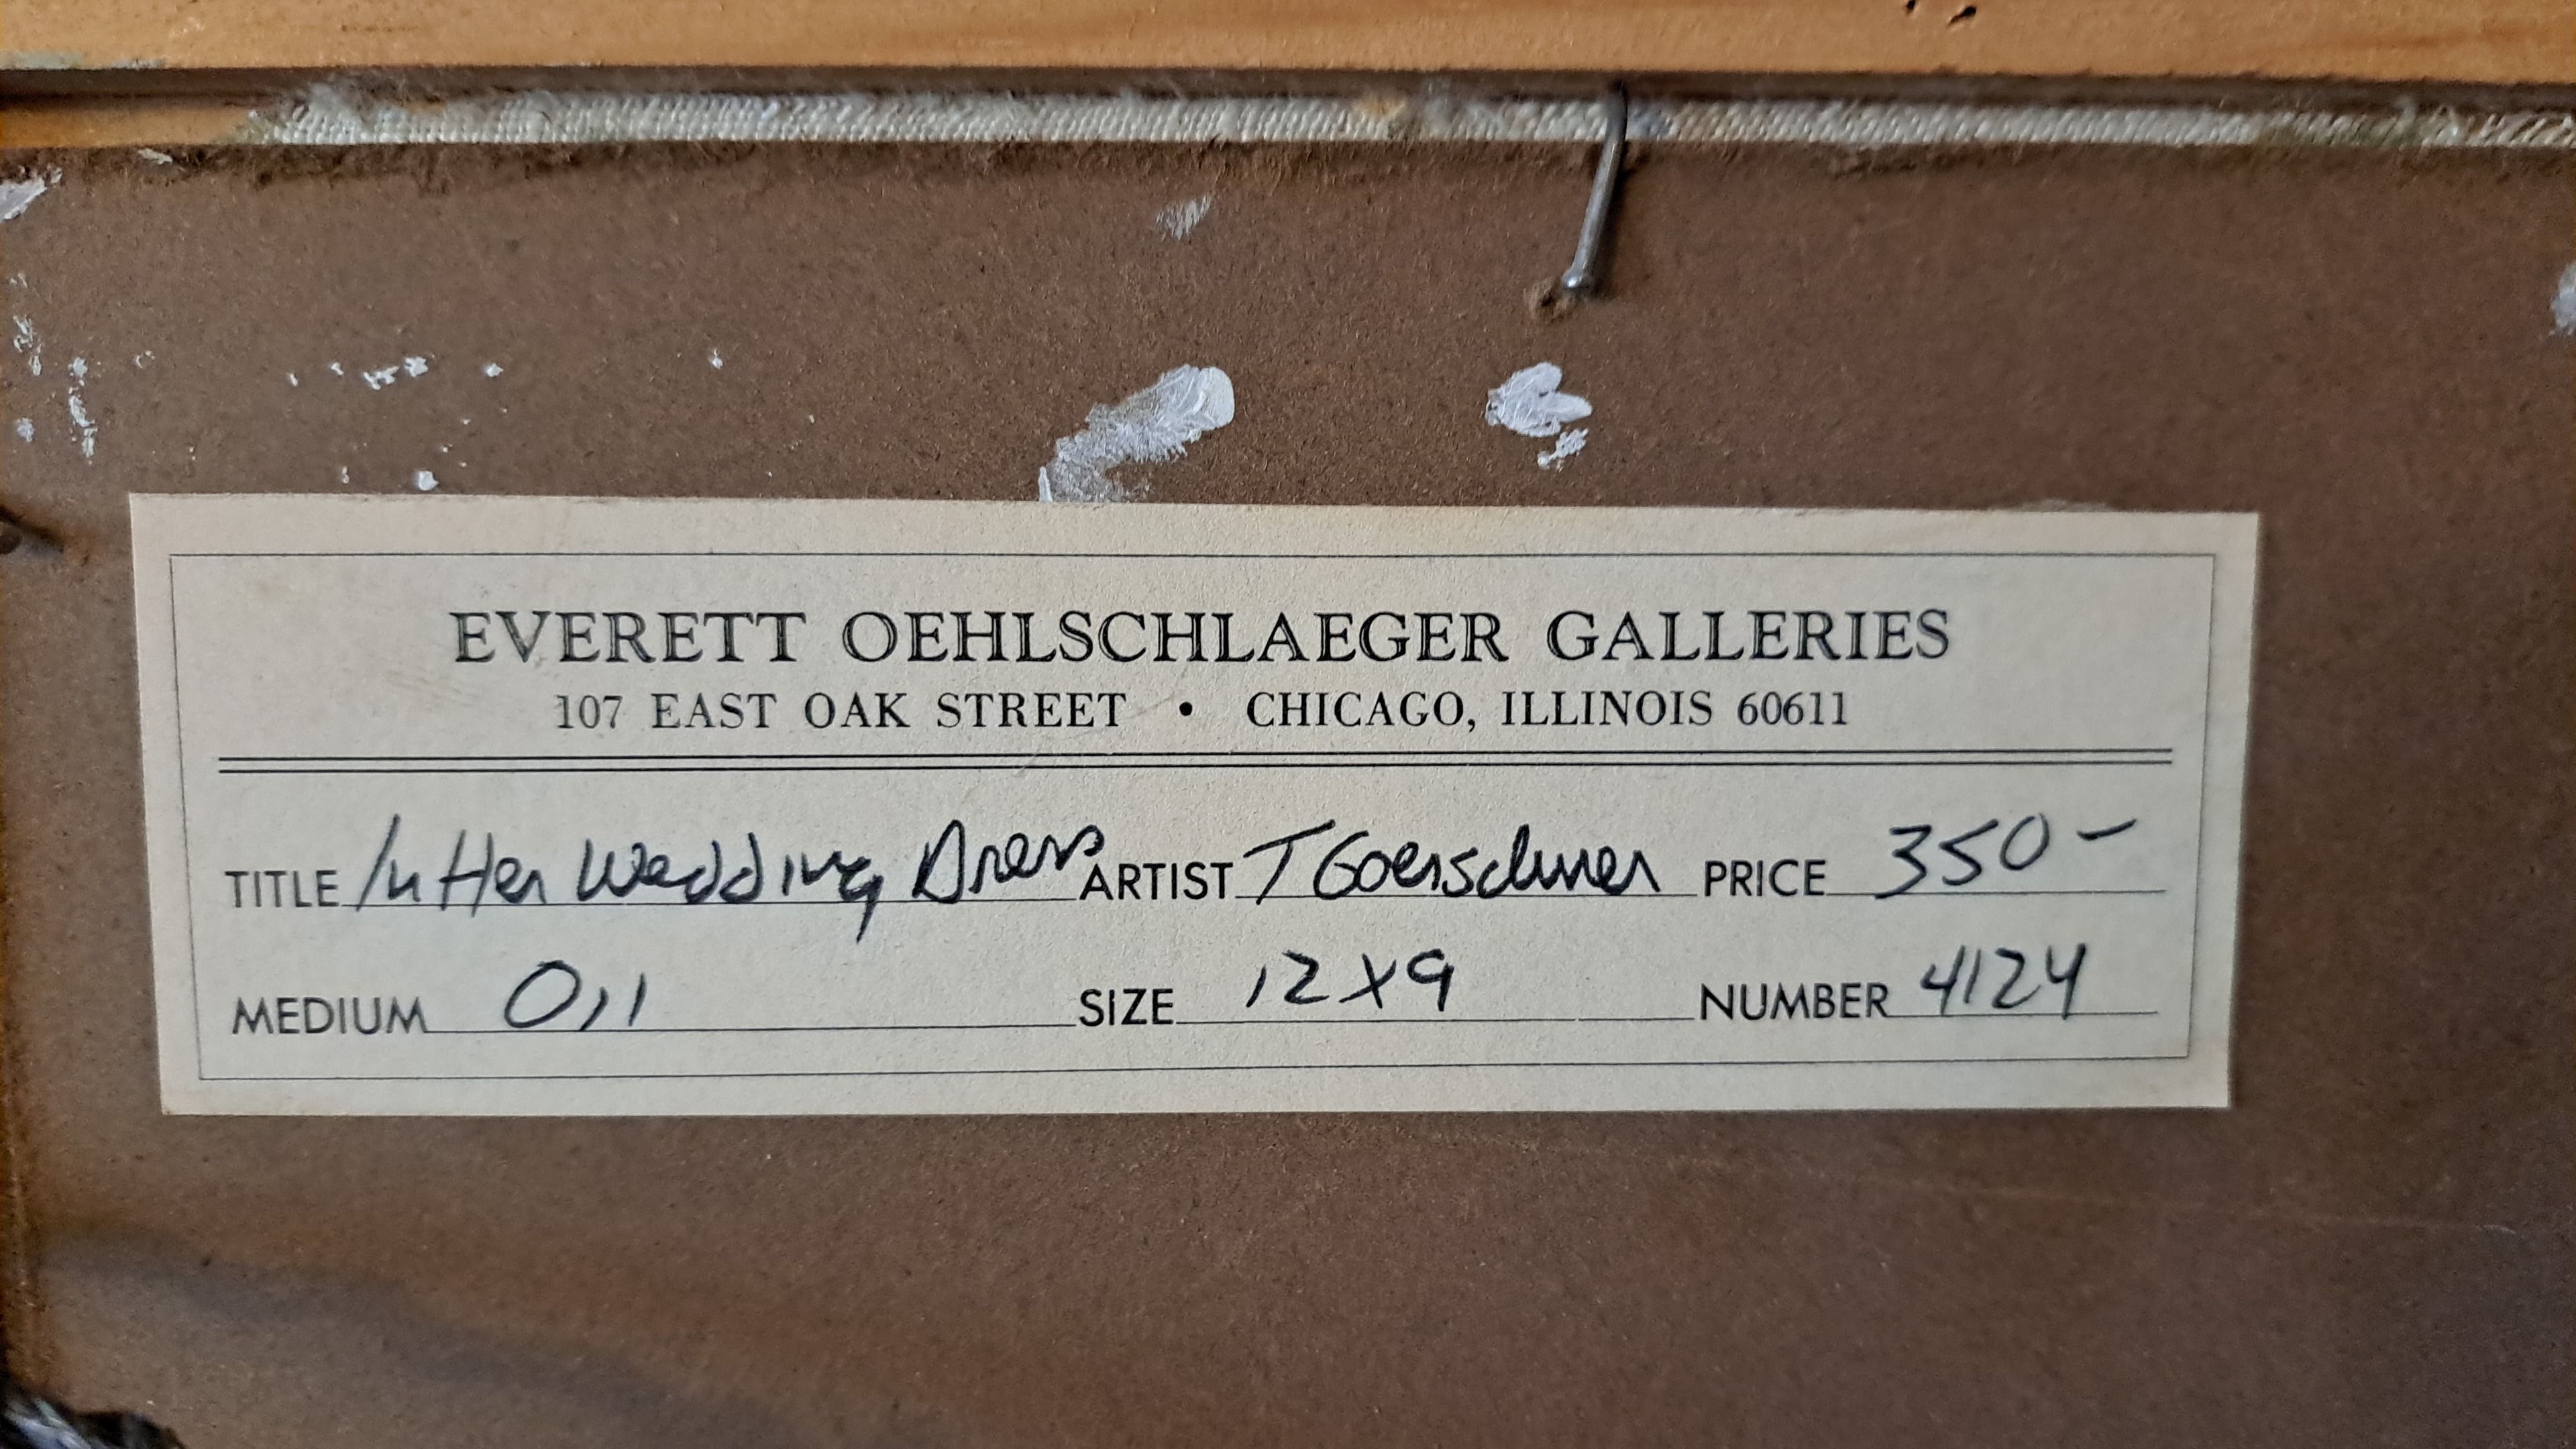 EVERETT OEHLSCHLAEGER GALLERIES
107 EAST OAK STREET • CHICAGO, ILLINOIS 60611
TITLE In Her Wedding Dress ARTIST T Goerschner PRICE 350-
MEDIUM Oil SIZE 12x9 NUMBER 4124